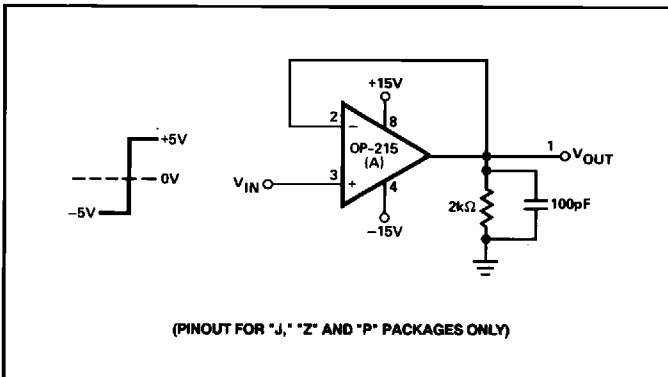 +5V
0V
−5V
+15V
2
−
8
OP-215
(A)
1
VOUT
VIN
3
+
4
−15V
2kΩ
100pF
(PINOUT FOR "J," "Z" AND "P" PACKAGES ONLY)